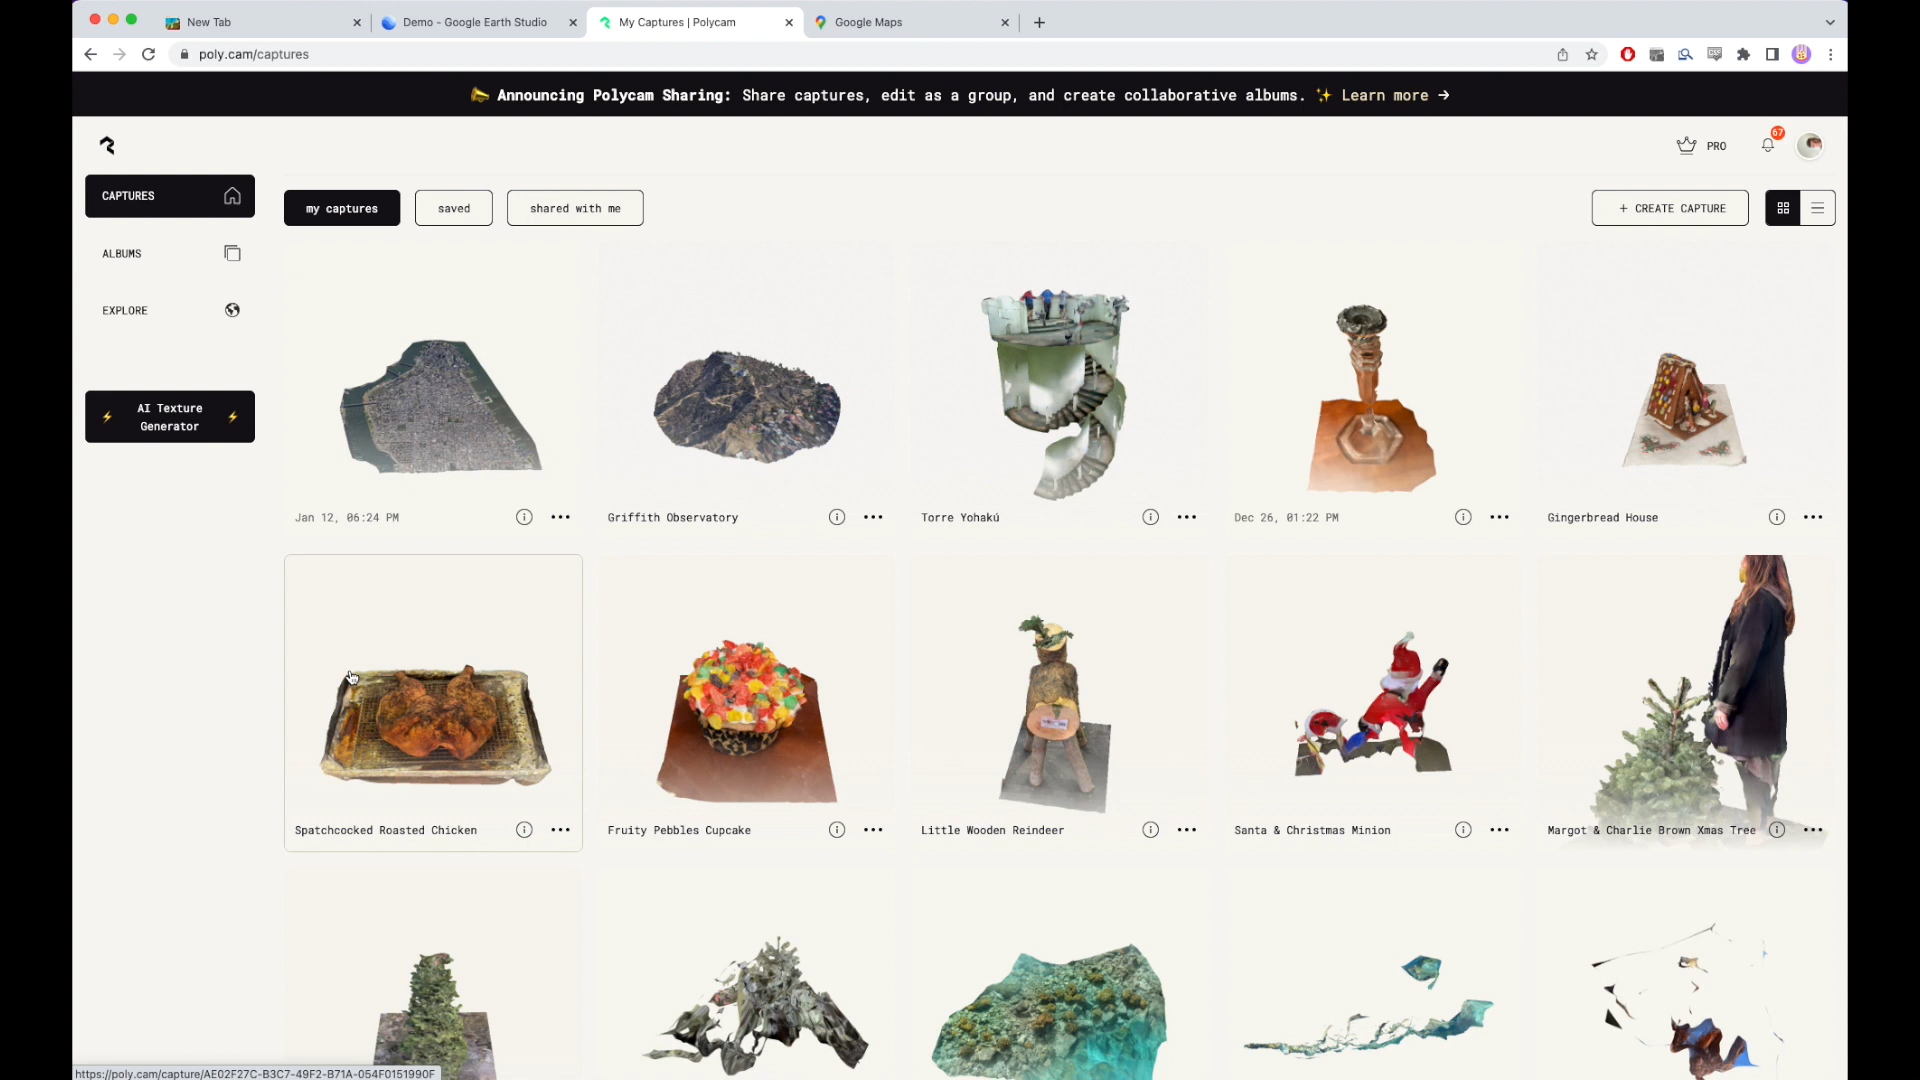 New Tab
Demo - Google Earth Studio
My Captures | Polycam
Google Maps
poly.cam/captures
Announcing Polycam Sharing: Share captures, edit as a group, and create collaborative albums. ✨ Learn more →
PRO
67
CAPTURES
my captures
saved
shared with me
+ CREATE CAPTURE
ALBUMS
EXPLORE
AI Texture
Generator
Jan 12, 06:24 PM
Griffith Observatory
Torre Yohakú
Dec 26, 01:22 PM
Gingerbread House
Spatchcocked Roasted Chicken
Fruity Pebbles Cupcake
Little Wooden Reindeer
Santa & Christmas Minion
Margot & Charlie Brown Xmas Tree
https://poly.cam/capture/AE02F27C-B3C7-49F2-B71A-054F0151990F